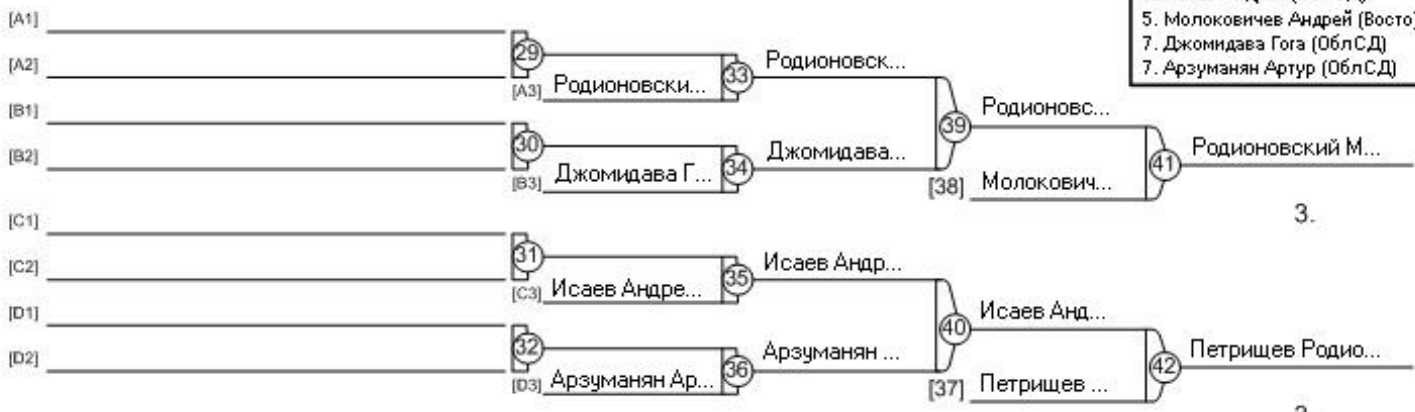 5. Молоковичев Андрей (Восто)
7. Джомидава Гога (ОблСД)
7. Арзуманян Артур (ОблСД)
[A1]
[A2]
29
[A3] Родионовски...
33
Родионовск...
[B1]
[B2]
30
[B3] Джомидава Г...
34
Джомидава...
39
Родионовс...
[38] Молокович...
41
Родионовский М...
3.
[C1]
[C2]
31
[C3] Исаев Андре...
35
Исаев Андр...
[D1]
[D2]
32
[D3] Арзуманян Ар...
36
Арзуманян ...
40
Исаев Анд...
[37] Петрищев ...
42
Петрищев Родио...